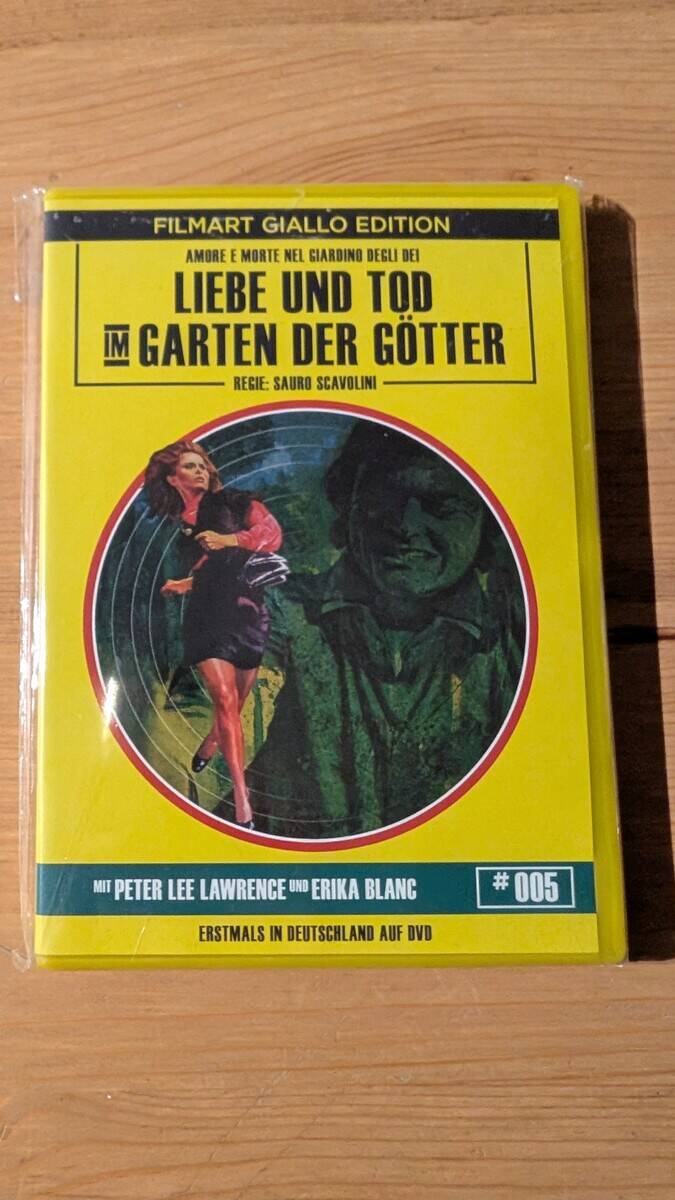 FILMART GIALLO EDITION
AMORE E MORTE NEL GIARDINO DEGLI DEI
LIEBE UND TOD
IM GARTEN DER GÖTTER
REGIE: SAURO SCAVOLINI
MIT PETER LEE LAWRENCE UND ERIKA BLANC
#005
ERSTMALS IN DEUTSCHLAND AUF DVD